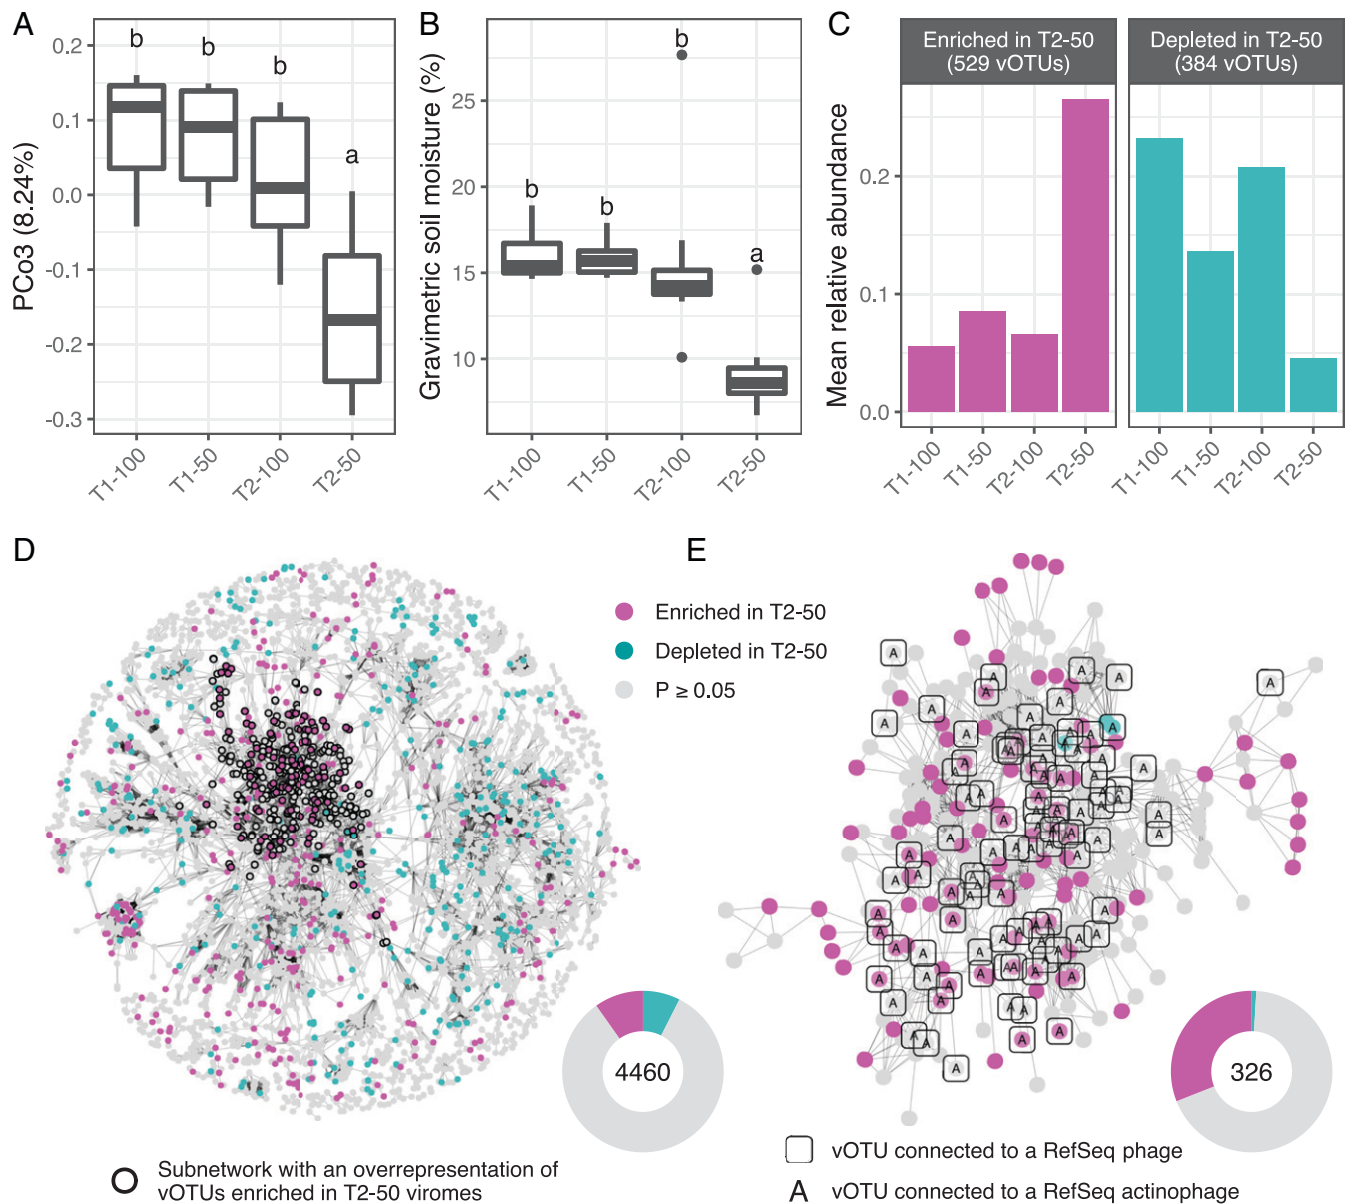 A
0.2
0.1
0.0
-0.1
-0.2
-0.3
PCo3 (8.24%)
b
b
b
a
T1-100
T1-50
T2-100
T2-50
B
25
20
15
10
Gravimetric soil moisture (%)
b
b
b
a
T1-100
T1-50
T2-100
T2-50
C
Enriched in T2-50
(529 vOTUs)
Depleted in T2-50
(384 vOTUs)
0.2
0.1
0.0
Mean relative abundance
T1-100
T1-50
T2-100
T2-50
T1-100
T1-50
T2-100
T2-50
D
Enriched in T2-50
Depleted in T2-50
P ≥ 0.05
4460
Subnetwork with an overrepresentation of
vOTUs enriched in T2-50 viromes
E
326
vOTU connected to a RefSeq phage
A vOTU connected to a RefSeq actinophage